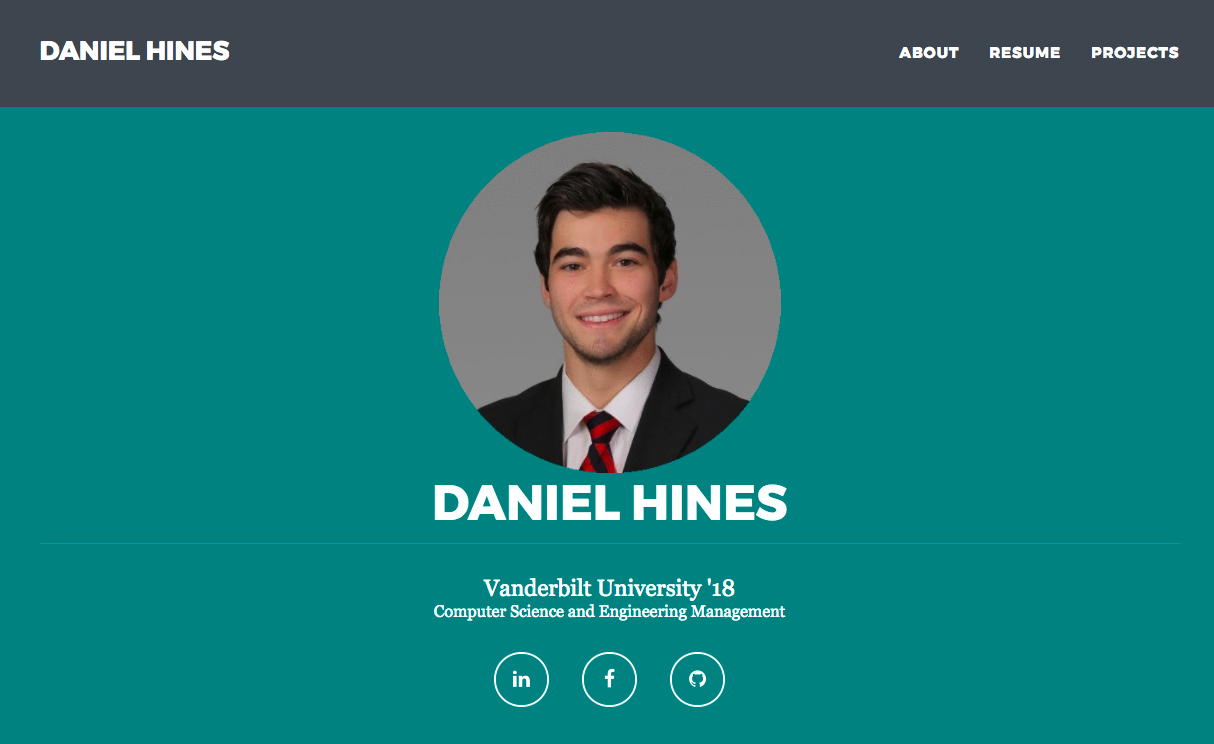 DANIEL HINES
ABOUT RESUME PROJECTS
DANIEL HINES
Vanderbilt University '18
Computer Science and Engineering Management
in f